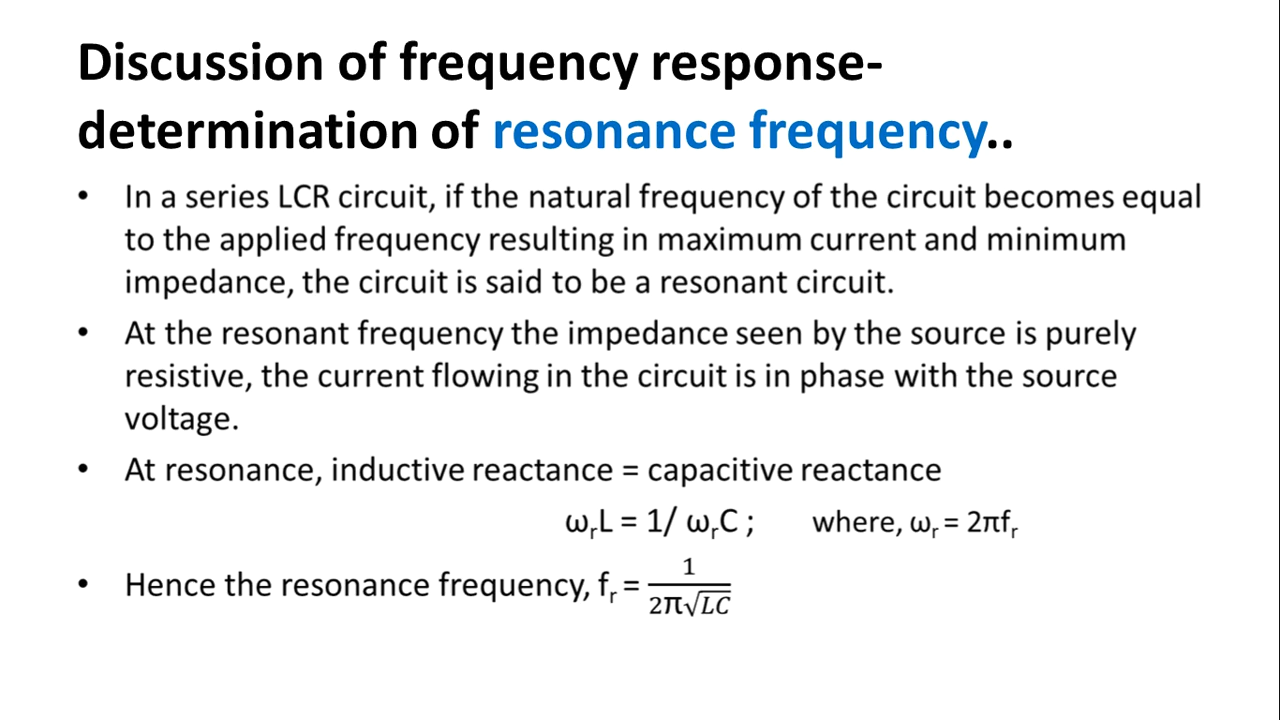 Discussion of frequency response-
determination of resonance frequency..
• In a series LCR circuit, if the natural frequency of the circuit becomes equal
to the applied frequency resulting in maximum current and minimum
impedance, the circuit is said to be a resonant circuit.
• At the resonant frequency the impedance seen by the source is purely
resistive, the current flowing in the circuit is in phase with the source
voltage.
• At resonance, inductive reactance = capacitive reactance
ωᵣL = 1/ ωᵣC ; where, ωᵣ = 2πfᵣ
• Hence the resonance frequency, fᵣ = 1/(2π√LC)